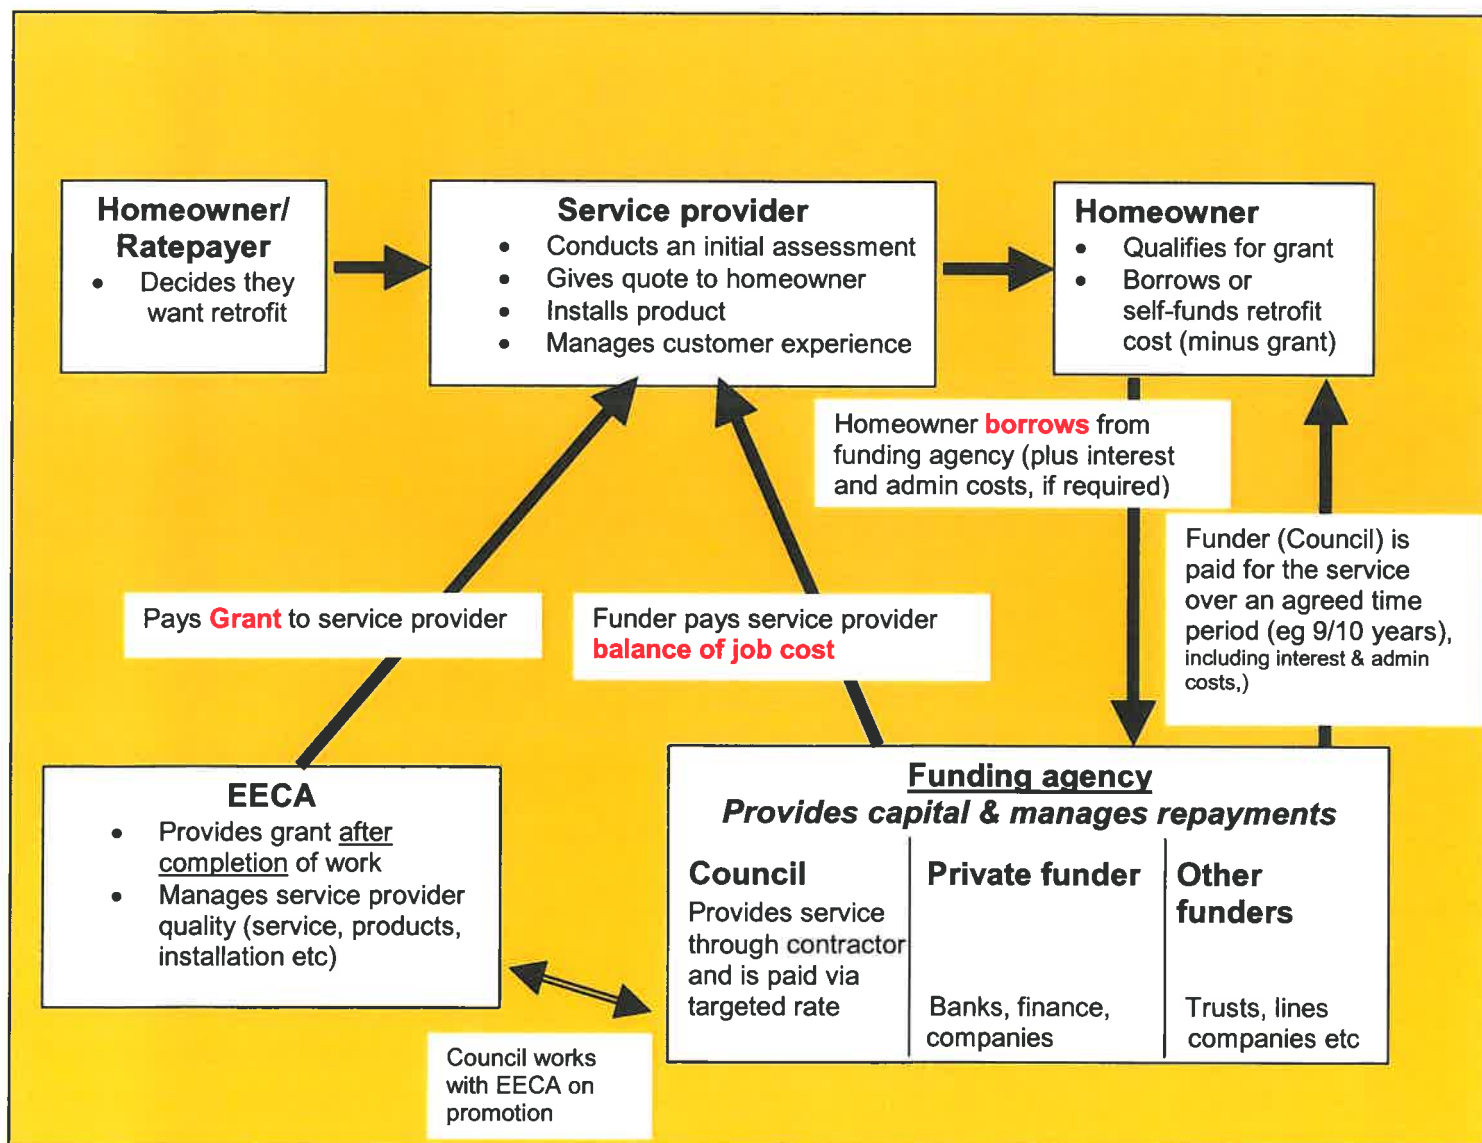 Homeowner/
Ratepayer
• Decides they
want retrofit
Service provider
• Conducts an initial assessment
• Gives quote to homeowner
• Installs product
• Manages customer experience
Homeowner
• Qualifies for grant
• Borrows or
self-funds retrofit
cost (minus grant)
Homeowner borrows from
funding agency (plus interest
and admin costs, if required)
Funder (Council) is
paid for the service
over an agreed time
period (eg 9/10 years),
including interest & admin
costs,)
Pays Grant to service provider
Funder pays service provider
balance of job cost
EECA
• Provides grant after
completion of work
• Manages service provider
quality (service, products,
installation etc)
Funding agency
Provides capital & manages repayments
Council
Provides service
through contractor
and is paid via
targeted rate
Private funder
Banks, finance,
companies
Other
funders
Trusts, lines
companies etc
Council works
with EECA on
promotion